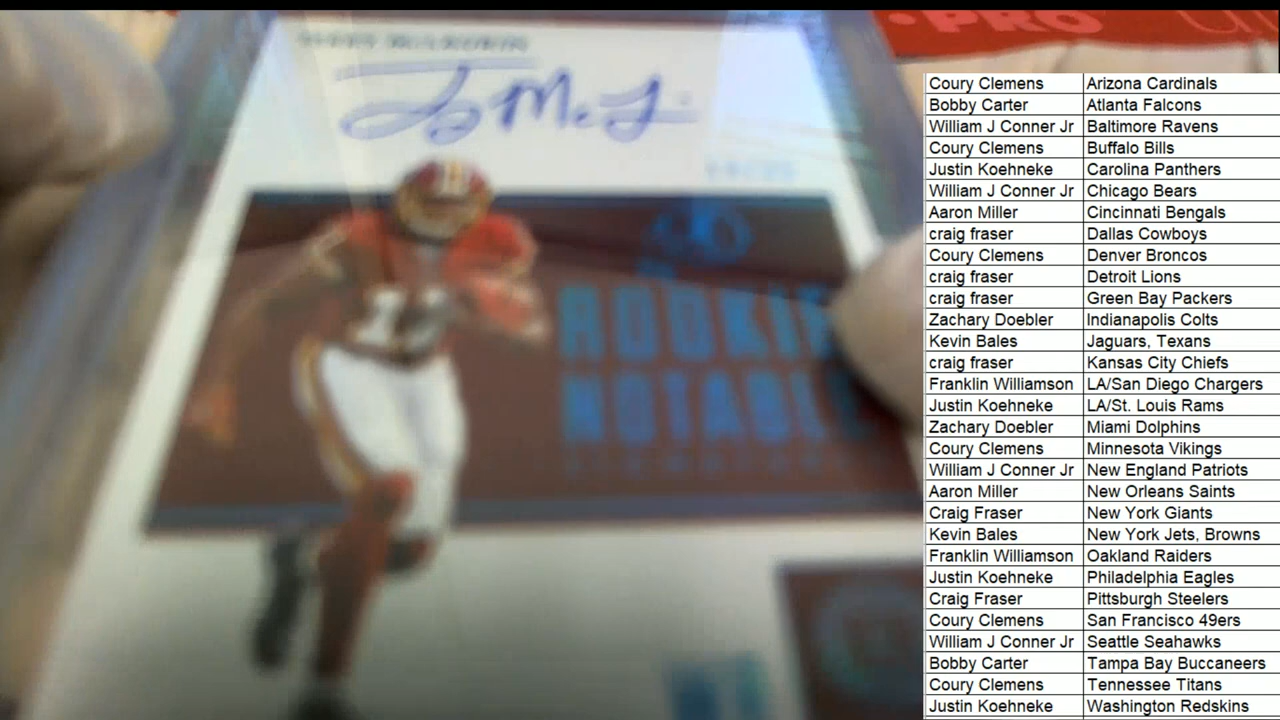 PRO
TERRY McLAURIN
ROOKIE
NOTABLE
Coury Clemens Arizona Cardinals
Bobby Carter Atlanta Falcons
William J Conner Jr Baltimore Ravens
Coury Clemens Buffalo Bills
Justin Koehneke Carolina Panthers
William J Conner Jr Chicago Bears
Aaron Miller Cincinnati Bengals
craig fraser Dallas Cowboys
Coury Clemens Denver Broncos
craig fraser Detroit Lions
craig fraser Green Bay Packers
Zachary Doebler Indianapolis Colts
Kevin Bales Jaguars, Texans
craig fraser Kansas City Chiefs
Franklin Williamson LA/San Diego Chargers
Justin Koehneke LA/St. Louis Rams
Zachary Doebler Miami Dolphins
Coury Clemens Minnesota Vikings
William J Conner Jr New England Patriots
Aaron Miller New Orleans Saints
Craig Fraser New York Giants
Kevin Bales New York Jets, Browns
Franklin Williamson Oakland Raiders
Justin Koehneke Philadelphia Eagles
Craig Fraser Pittsburgh Steelers
Coury Clemens San Francisco 49ers
William J Conner Jr Seattle Seahawks
Bobby Carter Tampa Bay Buccaneers
Coury Clemens Tennessee Titans
Justin Koehneke Washington Redskins